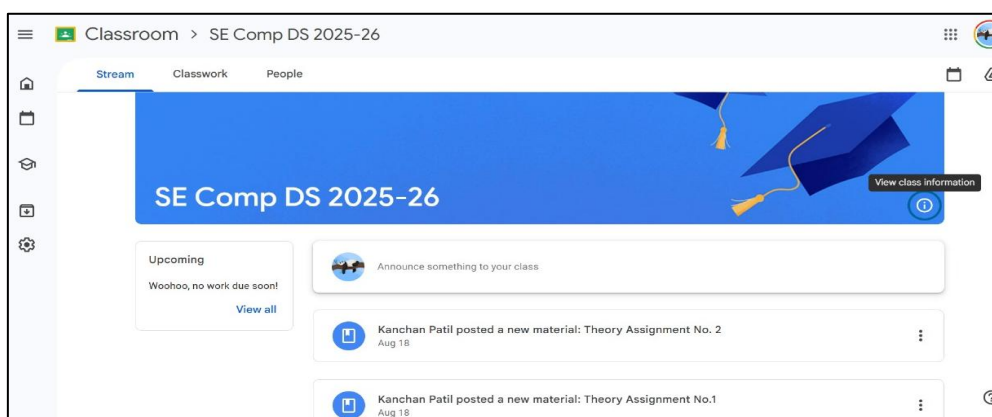 Classroom > SE Comp DS 2025-26
Stream Classwork People
View class information
SE Comp DS 2025-26
Upcoming
Woohoo, no work due soon!
View all
Announce something to your class
Kanchan Patil posted a new material: Theory Assignment No. 2
Aug 18
Kanchan Patil posted a new material: Theory Assignment No.1
Aug 18